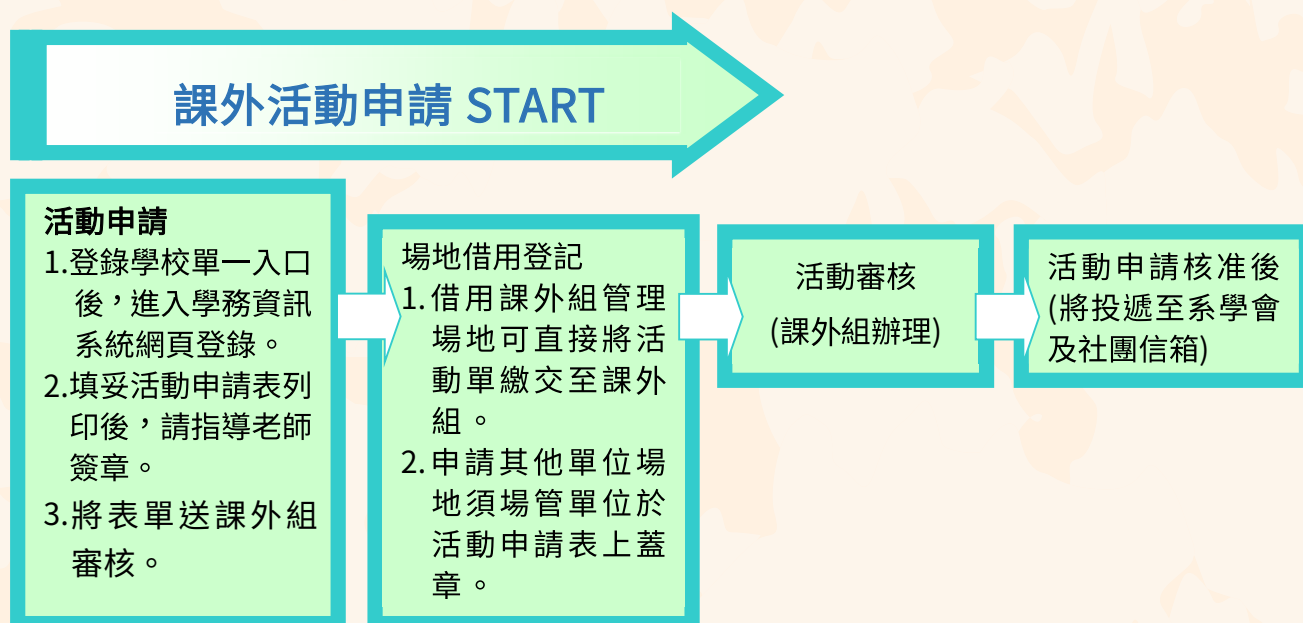 課外活動申請 START
活動申請
1.登錄學校單一入口
後，進入學務資訊
系統網頁登錄。
2.填妥活動申請表列
印後，請指導老師
簽章。
3.將表單送課外組
審核。
場地借用登記
1.借用課外組管理
場地可直接將活
動單繳交至課外
組。
2.申請其他單位場
地須場管單位於
活動申請表上蓋
章。
活動審核
(課外組辦理)
活動申請核准後
(將投遞至系學會
及社團信箱)